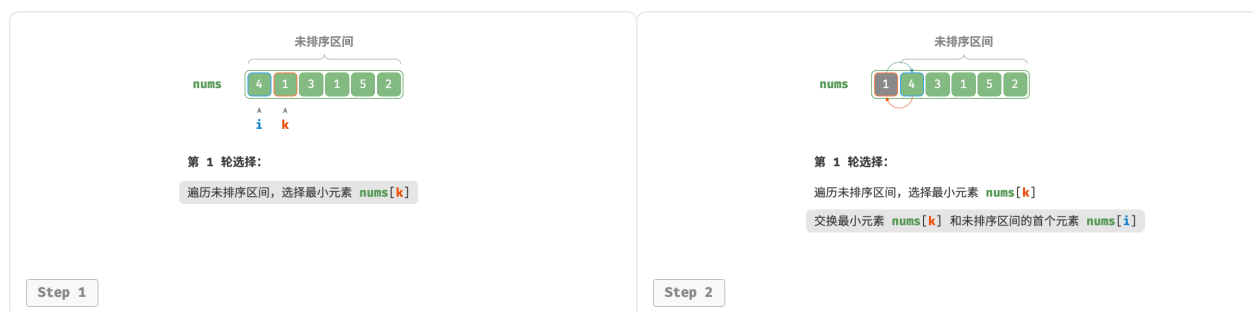 未排序区间
nums 4 1 3 1 5 2
i k
第 1 轮选择：
遍历未排序区间，选择最小元素 nums[k]
Step 1
未排序区间
nums 1 4 3 1 5 2
第 1 轮选择：
遍历未排序区间，选择最小元素 nums[k]
交换最小元素 nums[k] 和未排序区间的首个元素 nums[i]
Step 2